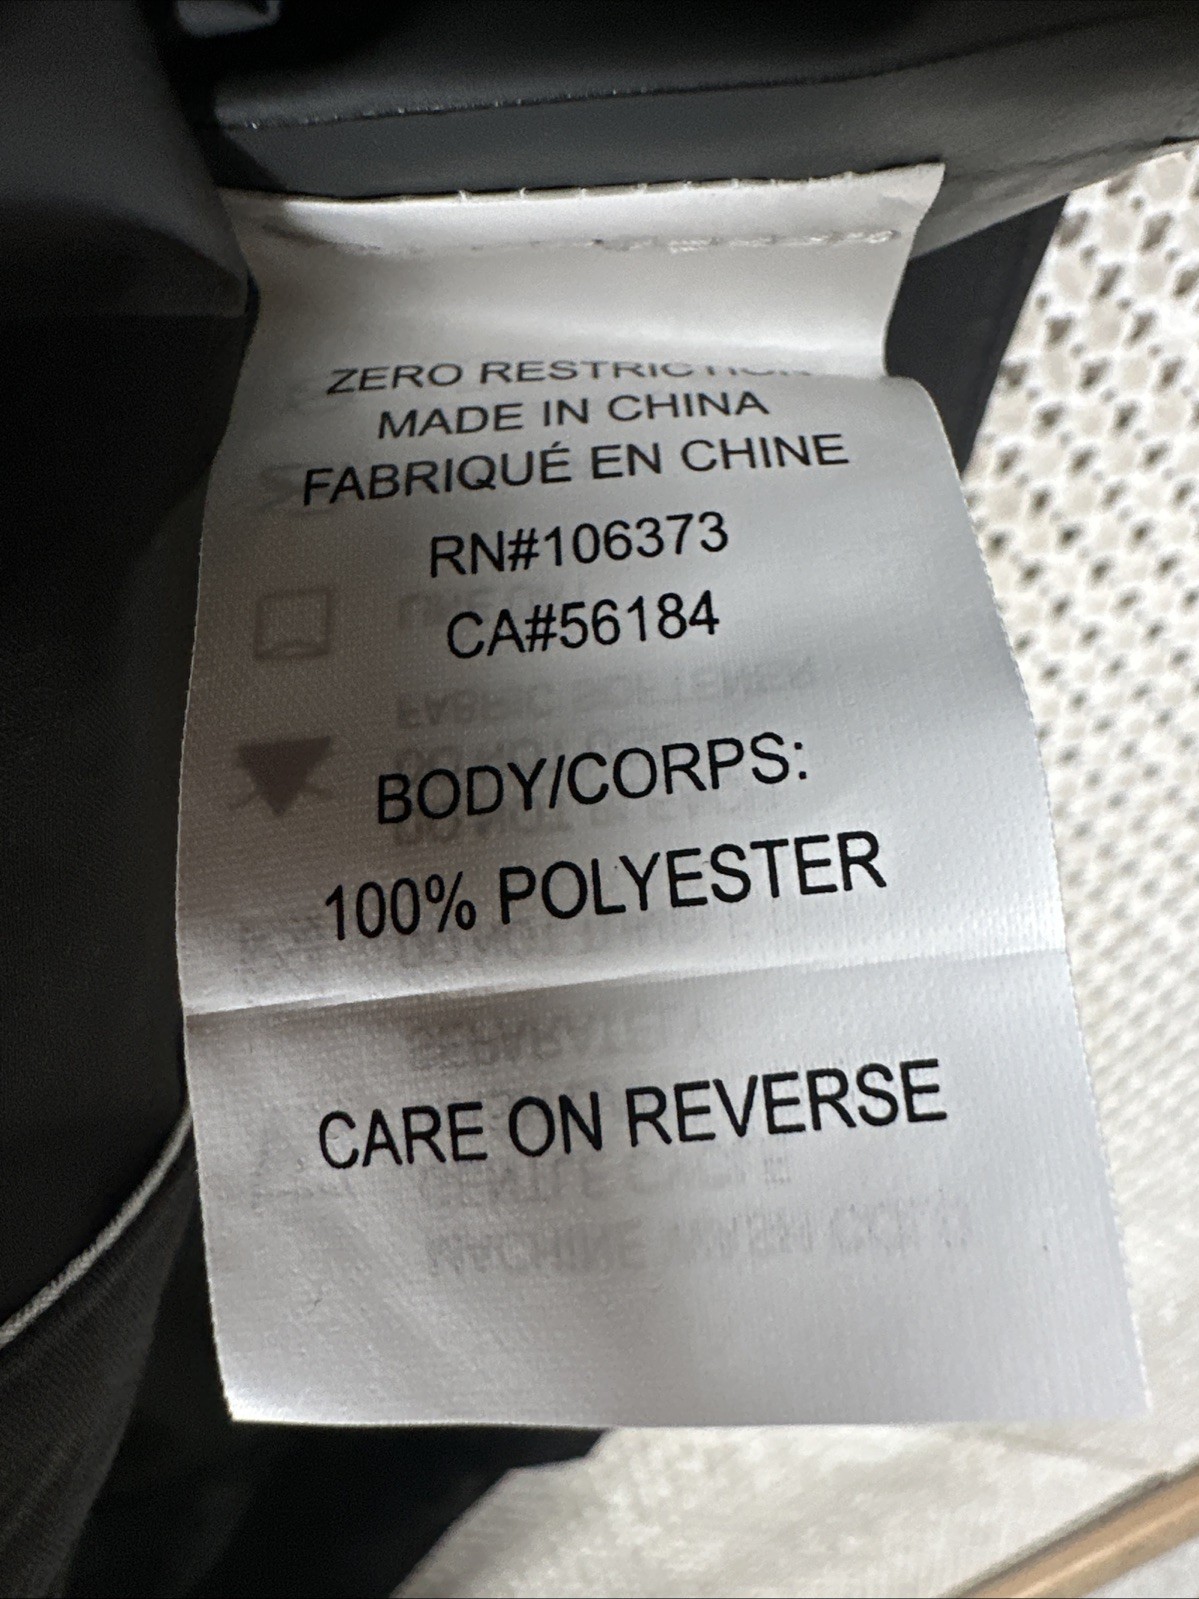 ZERO RESTRICTION
MADE IN CHINA
FABRIQUÉ EN CHINE
RN#106373
CA#56184
BODY/CORPS:
100% POLYESTER
CARE ON REVERSE